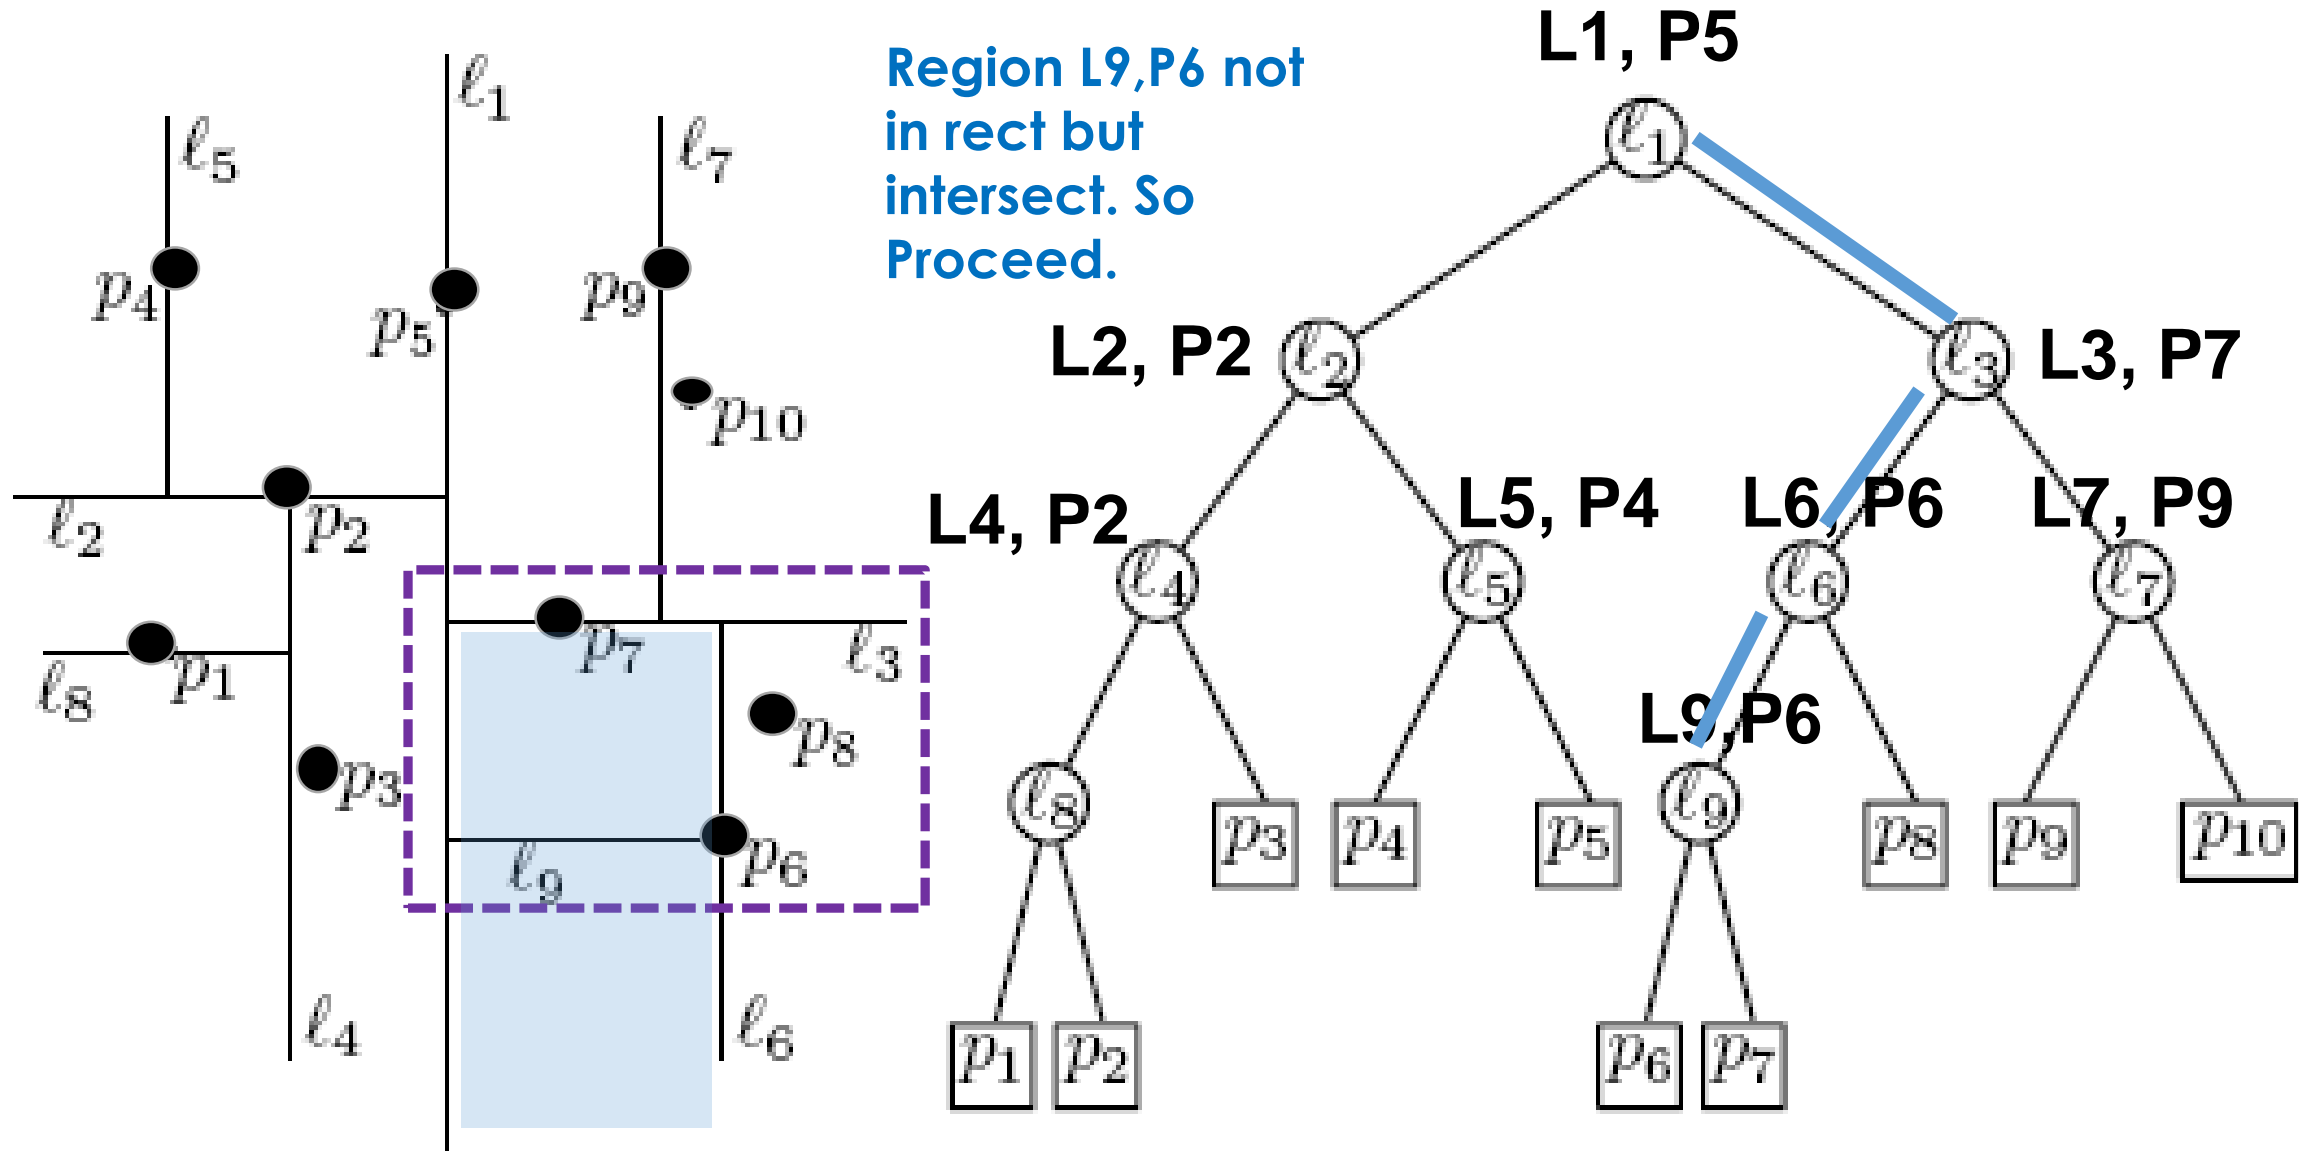 ℓ1
ℓ5
ℓ7
p4
p5
p9
p10
ℓ2
p2
p7
ℓ3
ℓ8
p1
p8
p3
p6
ℓ9
ℓ4
ℓ6
Region L9,P6 not
in rect but
intersect. So
Proceed.
L1, P5
ℓ1
L2, P2
ℓ2
ℓ3
L3, P7
L4, P2
L5, P4
L6, P6
L7, P9
ℓ4
ℓ5
ℓ6
ℓ7
L9,P6
ℓ8
p3
p4
p5
ℓ9
p8
p9
p10
p1
p2
p6
p7